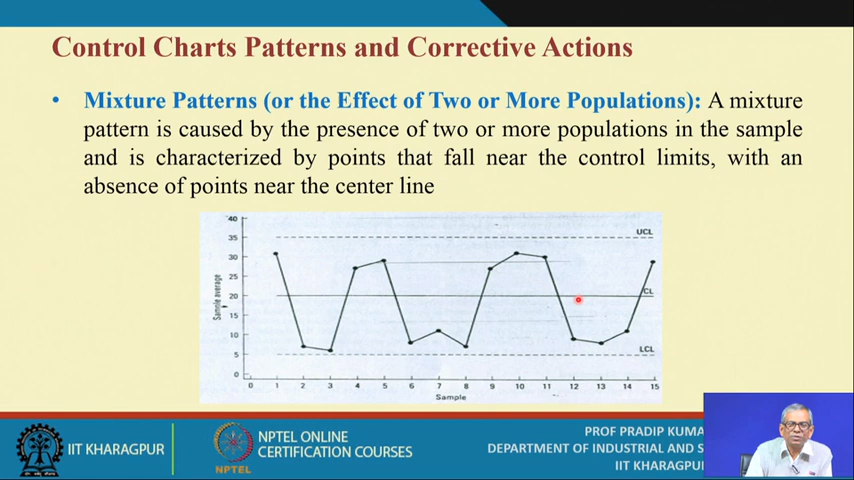 Control Charts Patterns and Corrective Actions
• Mixture Patterns (or the Effect of Two or More Populations): A mixture
pattern is caused by the presence of two or more populations in the sample
and is characterized by points that fall near the control limits, with an
absence of points near the center line
40
35
30
25
20
15
10
5
0
Sample average
UCL
CL
LCL
0 1 2 3 4 5 6 7 8 9 10 11 12 13 14 15
Sample
IIT KHARAGPUR
NPTEL
NPTEL ONLINE
CERTIFICATION COURSES
PROF PRADIP KUMA
DEPARTMENT OF INDUSTRIAL AND S
IIT KHARAGPUR